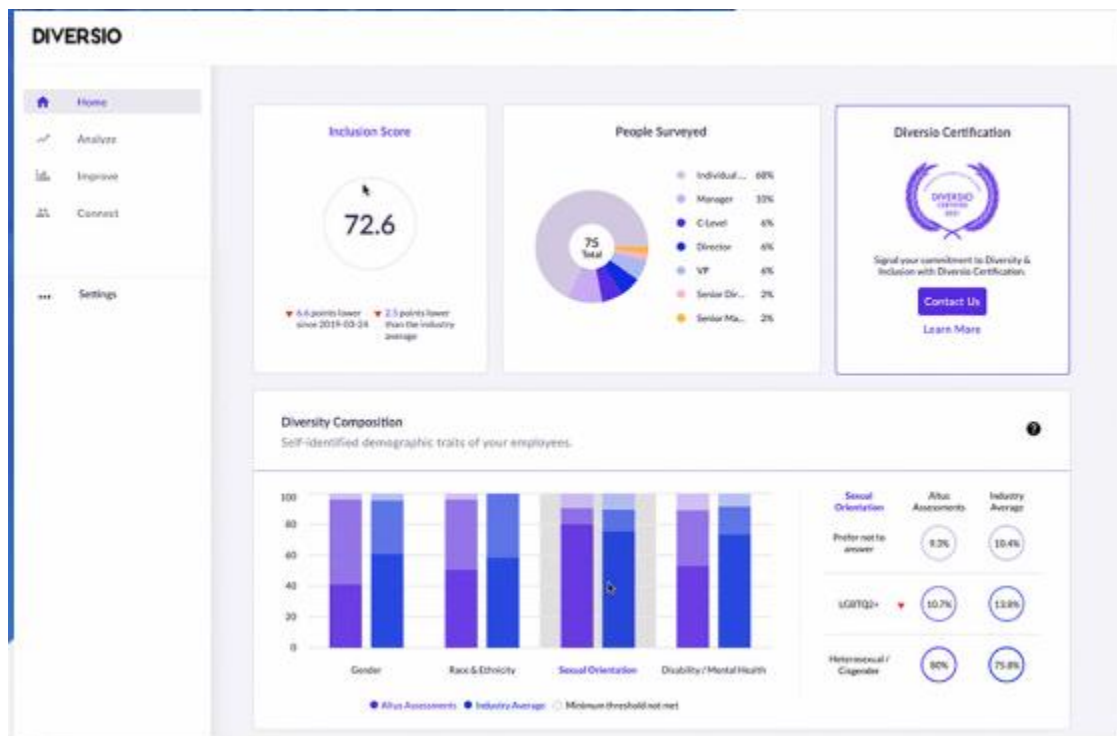 DIVERSIO
Home
Analyze
Improve
Connect
Settings
Inclusion Score
72.6
6.6 points lower
since 2019-03-24
2.5 points lower
than the industry
average
People Surveyed
75
Total
Individual ... 68%
Manager 10%
C-Level 6%
Director 6%
VP 6%
Senior Dir... 2%
Senior Ma... 2%
Diversio Certification
DIVERSIO
CERTIFIED
2021
Signal your commitment to Diversity &
Inclusion with Diversio Certification.
Contact Us
Learn More
Diversity Composition
Self-identified demographic traits of your employees.
?
100
80
60
40
20
0
Gender
Race & Ethnicity
Sexual Orientation
Disability / Mental Health
Altus Assessments
Industry Average
Minimum threshold not met
Sexual
Orientation
Altus
Assessments
Industry
Average
Prefer not to
answer
9.3%
10.4%
LGBTQ2+
10.7%
13.8%
Heterosexual /
Cisgender
80%
75.8%